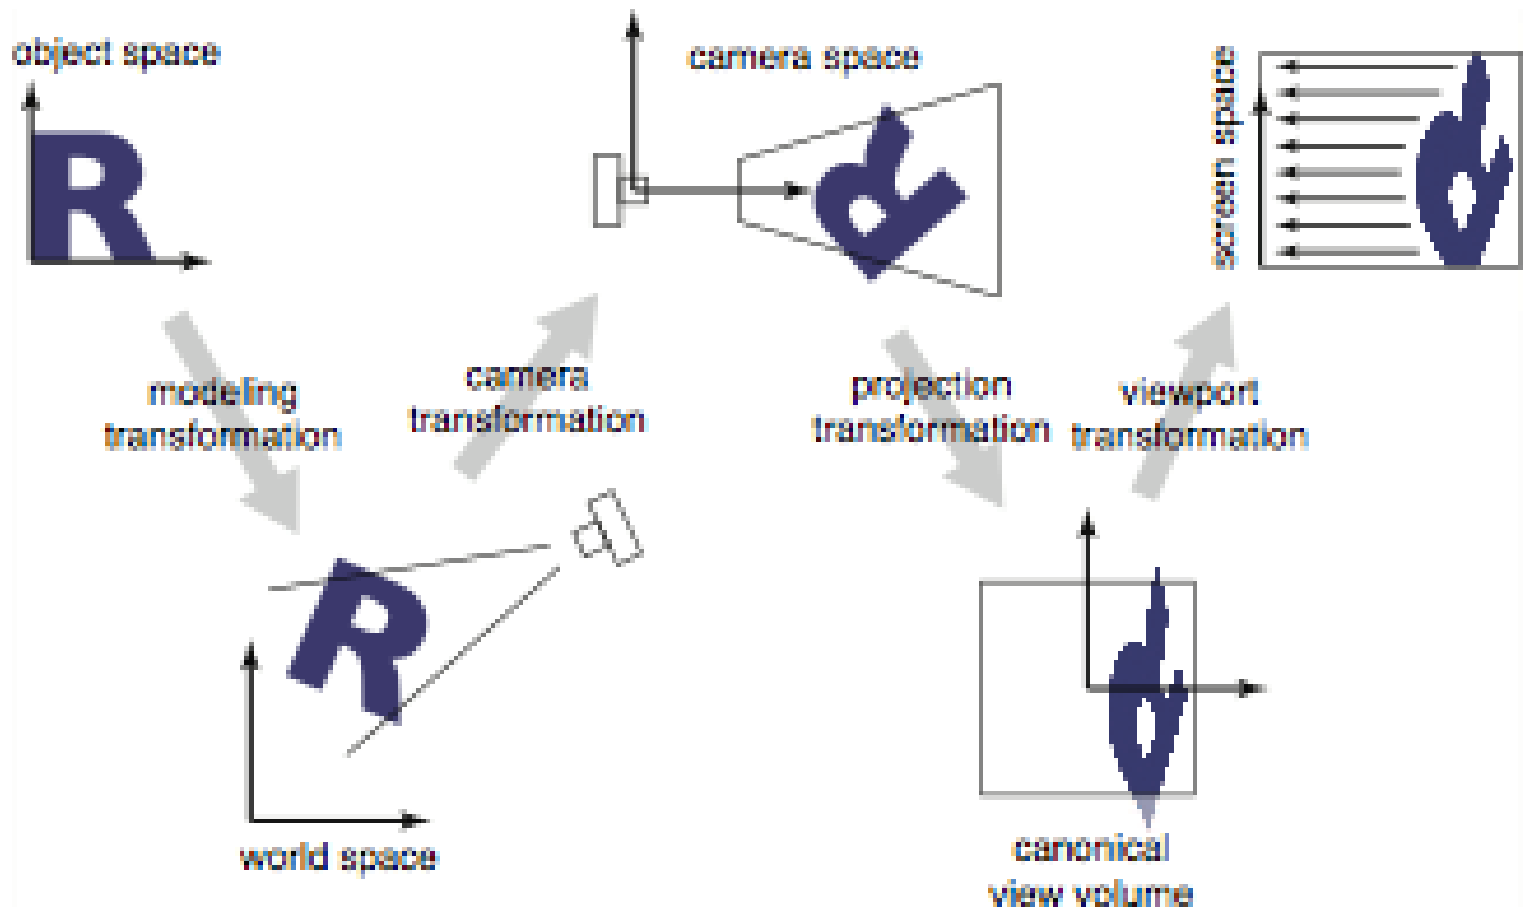 object space
camera space
screen space
modeling
transformation
camera
transformation
projection
transformation
viewport
transformation
world space
canonical
view volume